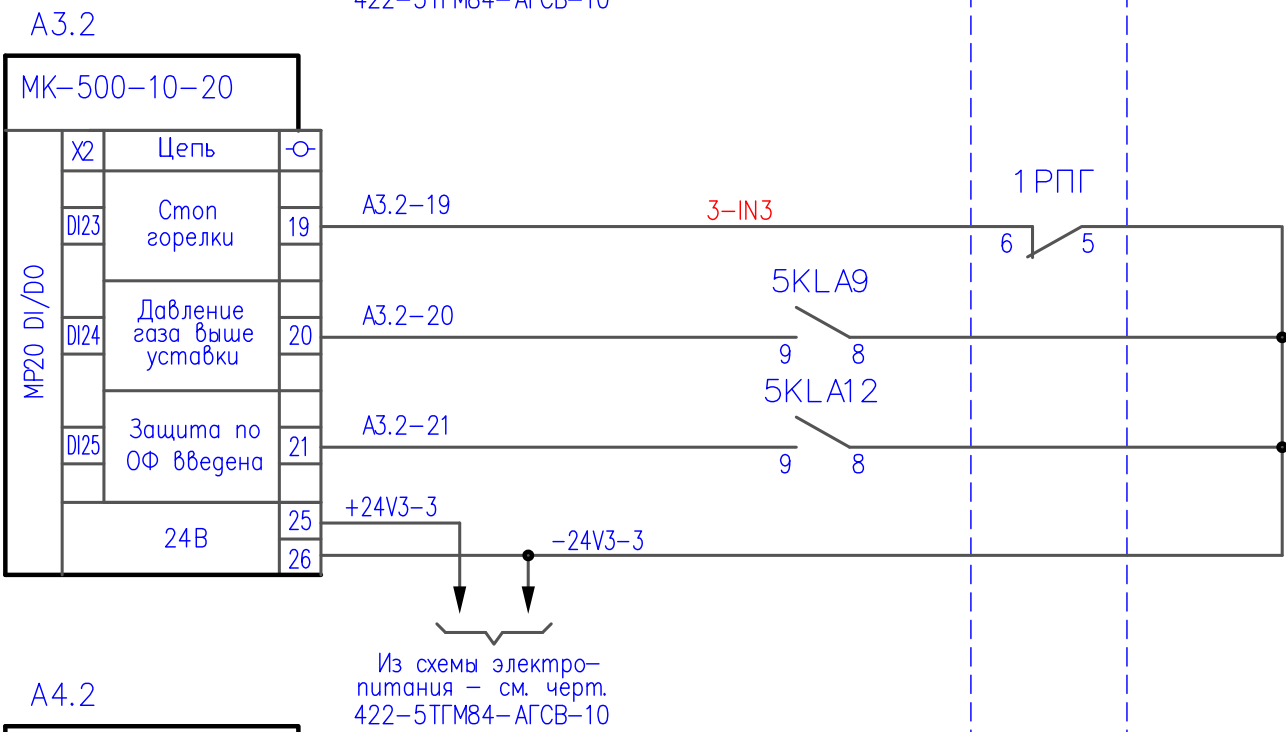 422-5ТГМ84-АГСВ-10
А3.2
МК-500-10-20
X2 Цепь
DI23 Стоп горелки 19 А3.2-19 3-IN3 1РПГ 6 5
5KLA9
DI24 Давление газа выше уставки 20 А3.2-20 9 8
5KLA12
DI25 Защита по ОФ введена 21 А3.2-21 9 8
MP20 DI/DO
24В 25 +24V3-3
26 -24V3-3
Из схемы электро-
питания - см. черт.
422-5ТГМ84-АГСВ-10
А4.2